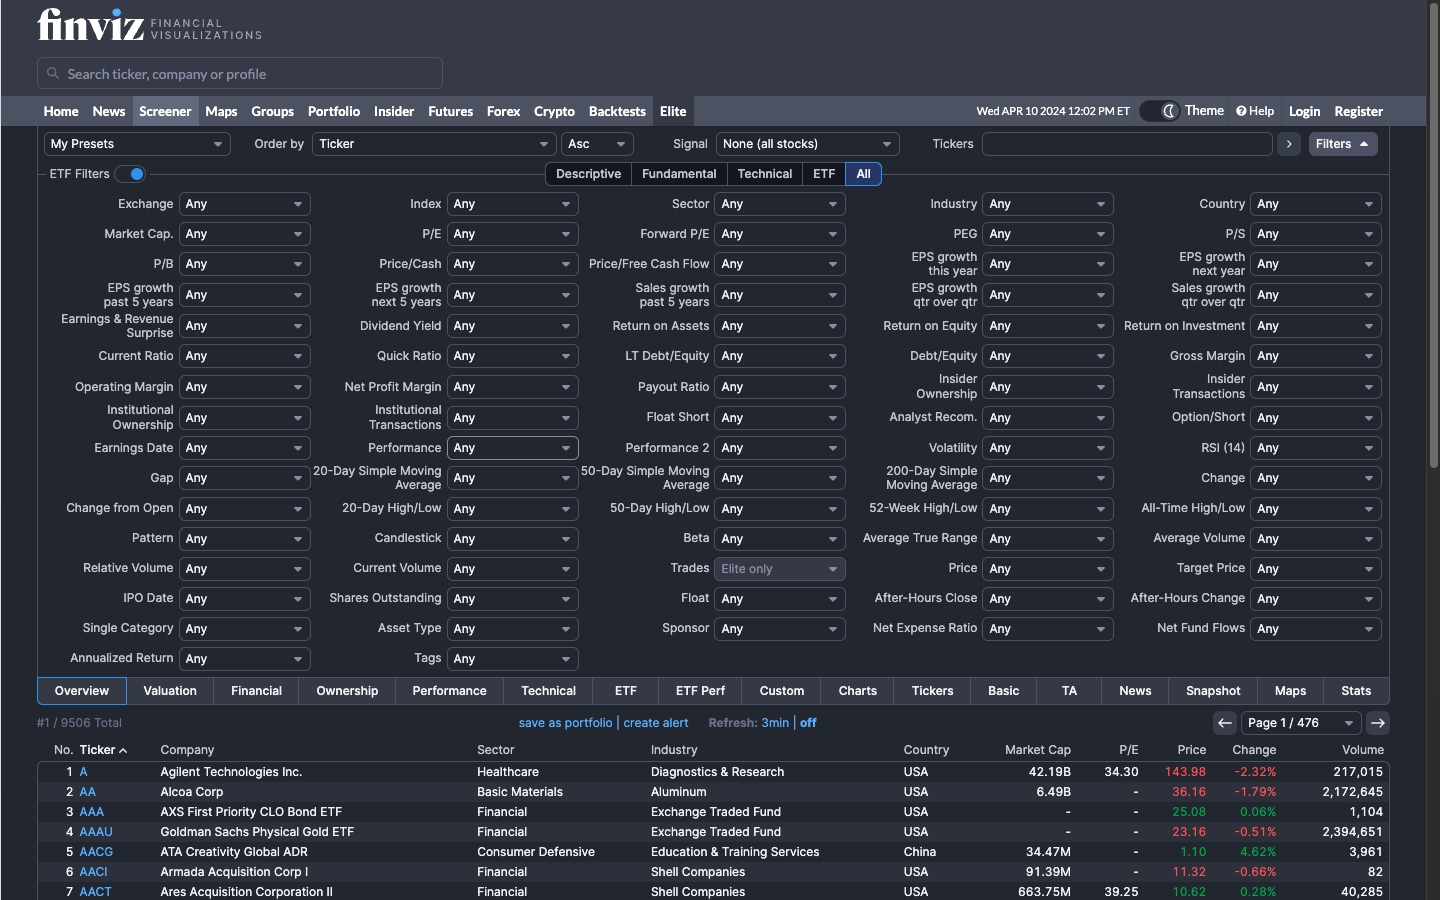 finviz FINANCIAL VISUALIZATIONS
Search ticker, company or profile
Home News Screener Maps Groups Portfolio Insider Futures Forex Crypto Backtests Elite Wed APR 10 2024 12:02 PM ET Theme Help Login Register
My Presets Order by Ticker Asc Signal None (all stocks) Tickers > Filters
ETF Filters Descriptive Fundamental Technical ETF All
Exchange Any Index Any Sector Any Industry Any Country Any
Market Cap. Any P/E Any Forward P/E Any PEG Any P/S Any
P/B Any Price/Cash Any Price/Free Cash Flow Any EPS growth this year Any EPS growth next year Any
EPS growth past 5 years Any EPS growth next 5 years Any Sales growth past 5 years Any EPS growth qtr over qtr Any Sales growth qtr over qtr Any
Earnings & Revenue Surprise Any Dividend Yield Any Return on Assets Any Return on Equity Any Return on Investment Any
Current Ratio Any Quick Ratio Any LT Debt/Equity Any Debt/Equity Any Gross Margin Any
Operating Margin Any Net Profit Margin Any Payout Ratio Any Insider Ownership Any Insider Transactions Any
Institutional Ownership Any Institutional Transactions Any Float Short Any Analyst Recom. Any Option/Short Any
Earnings Date Any Performance Any Performance 2 Any Volatility Any RSI (14) Any
Gap Any 20-Day Simple Moving Average Any 50-Day Simple Moving Average Any 200-Day Simple Moving Average Any Change Any
Change from Open Any 20-Day High/Low Any 50-Day High/Low Any 52-Week High/Low Any All-Time High/Low Any
Pattern Any Candlestick Any Beta Any Average True Range Any Average Volume Any
Relative Volume Any Current Volume Any Trades Elite only Price Any Target Price Any
IPO Date Any Shares Outstanding Any Float Any After-Hours Close Any After-Hours Change Any
Single Category Any Asset Type Any Sponsor Any Net Expense Ratio Any Net Fund Flows Any
Annualized Return Any Tags Any
Overview Valuation Financial Ownership Performance Technical ETF ETF Perf Custom Charts Tickers Basic TA News Snapshot Maps Stats
#1 / 9506 Total save as portfolio | create alert Refresh: 3min | off Page 1 / 476
No. Ticker Company Sector Industry Country Market Cap P/E Price Change Volume
1 A Agilent Technologies Inc. Healthcare Diagnostics & Research USA 42.19B 34.30 143.98 -2.32% 217,015
2 AA Alcoa Corp Basic Materials Aluminum USA 6.49B - 36.16 -1.79% 2,172,645
3 AAA AXS First Priority CLO Bond ETF Financial Exchange Traded Fund USA - - 25.08 0.06% 1,104
4 AAAU Goldman Sachs Physical Gold ETF Financial Exchange Traded Fund USA - - 23.16 -0.51% 2,394,651
5 AACG ATA Creativity Global ADR Consumer Defensive Education & Training Services China 34.47M - 1.10 4.62% 3,961
6 AACI Armada Acquisition Corp I Financial Shell Companies USA 91.39M - 11.32 -0.66% 82
7 AACT Ares Acquisition Corporation II Financial Shell Companies USA 663.75M 39.25 10.62 0.28% 40,285